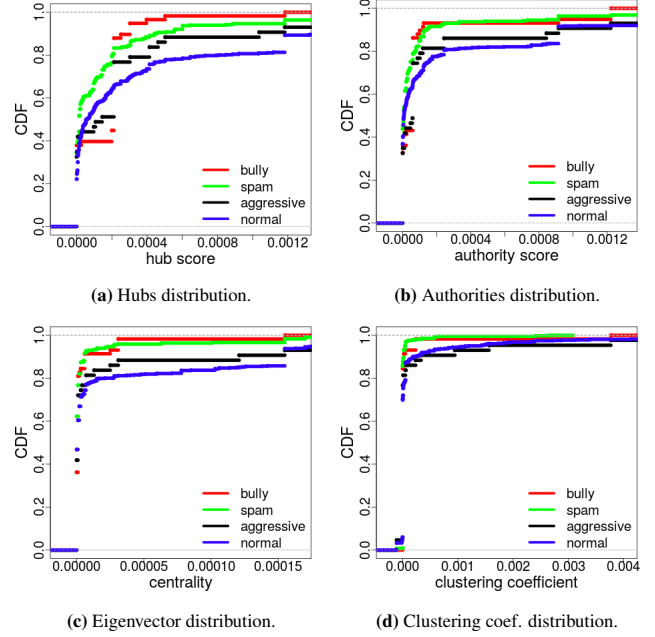 CDF
0.0 0.2 0.4 0.6 0.8 1.0
bully
spam
aggressive
normal
0.0000 0.0004 0.0008 0.0012
hub score
(a) Hubs distribution.
CDF
0.0 0.2 0.4 0.6 0.8 1.0
bully
spam
aggressive
normal
0.0000 0.0004 0.0008 0.0012
authority score
(b) Authorities distribution.
CDF
0.0 0.2 0.4 0.6 0.8 1.0
bully
spam
aggressive
normal
0.00000 0.00005 0.00010 0.00015
centrality
(c) Eigenvector distribution.
CDF
0.0 0.2 0.4 0.6 0.8 1.0
bully
spam
aggressive
normal
0.000 0.001 0.002 0.003 0.004
clustering coefficient
(d) Clustering coef. distribution.